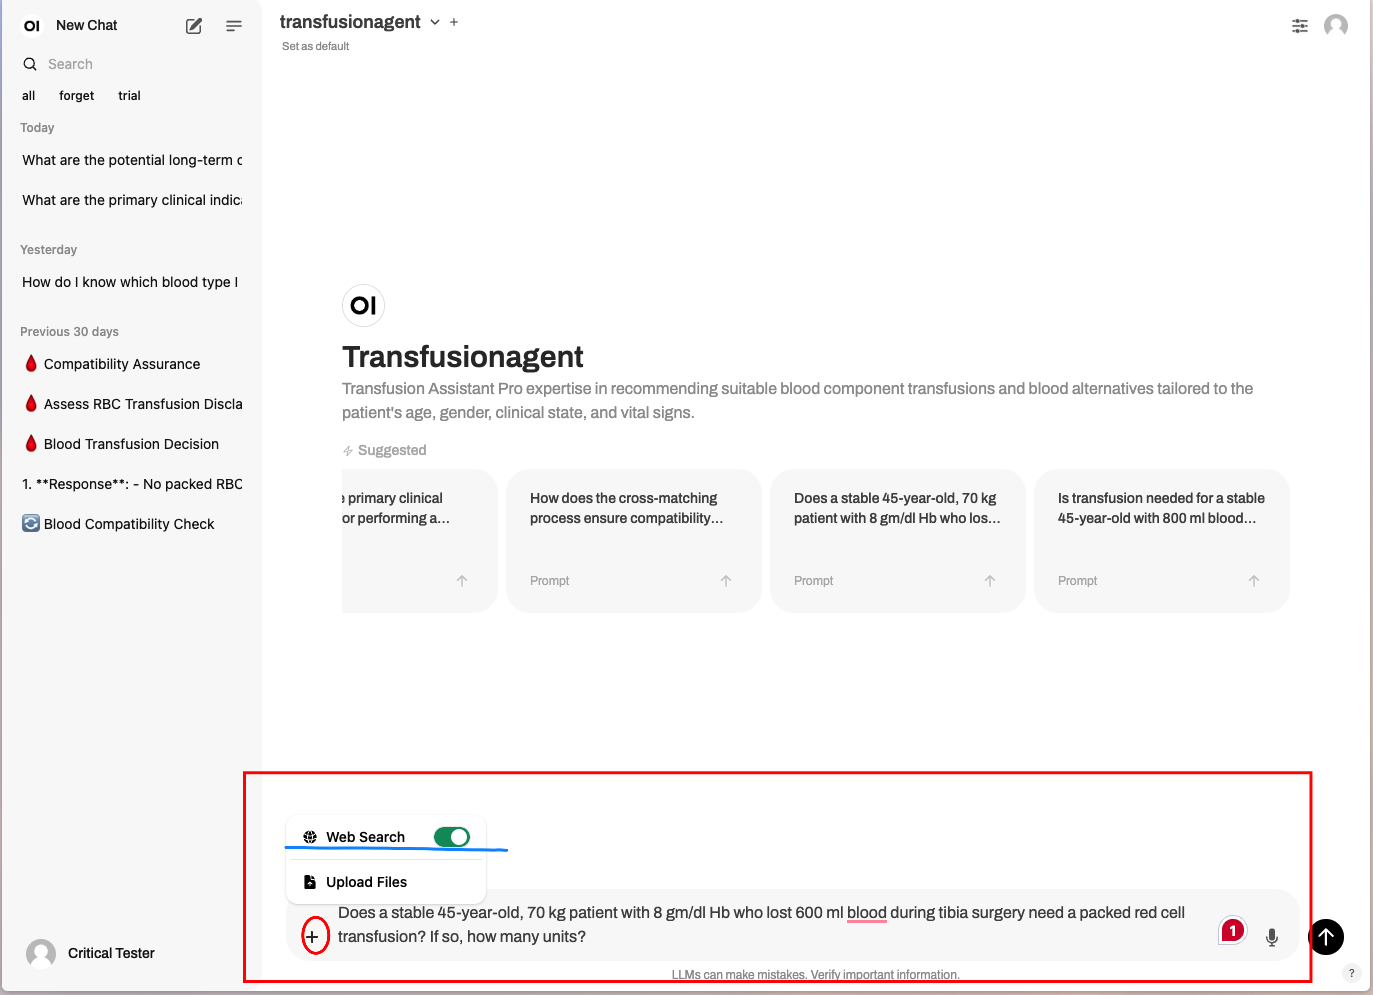 OI New Chat
Search
all forget trial
Today
What are the potential long-term c
What are the primary clinical indica
Yesterday
How do I know which blood type I
Previous 30 days
Compatibility Assurance
Assess RBC Transfusion Discla
Blood Transfusion Decision
1. **Response**: - No packed RBC
Blood Compatibility Check
Critical Tester
transfusionagent
Set as default
OI
Transfusionagent
Transfusion Assistant Pro expertise in recommending suitable blood component transfusions and blood alternatives tailored to the
patient's age, gender, clinical state, and vital signs.
Suggested
primary clinical
or performing a...
How does the cross-matching
process ensure compatibility...
Prompt
Does a stable 45-year-old, 70 kg
patient with 8 gm/dl Hb who los...
Prompt
Is transfusion needed for a stable
45-year-old with 800 ml blood...
Prompt
Web Search
Upload Files
Does a stable 45-year-old, 70 kg patient with 8 gm/dl Hb who lost 600 ml blood during tibia surgery need a packed red cell
transfusion? If so, how many units?
1
LLMs can make mistakes. Verify important information.
?